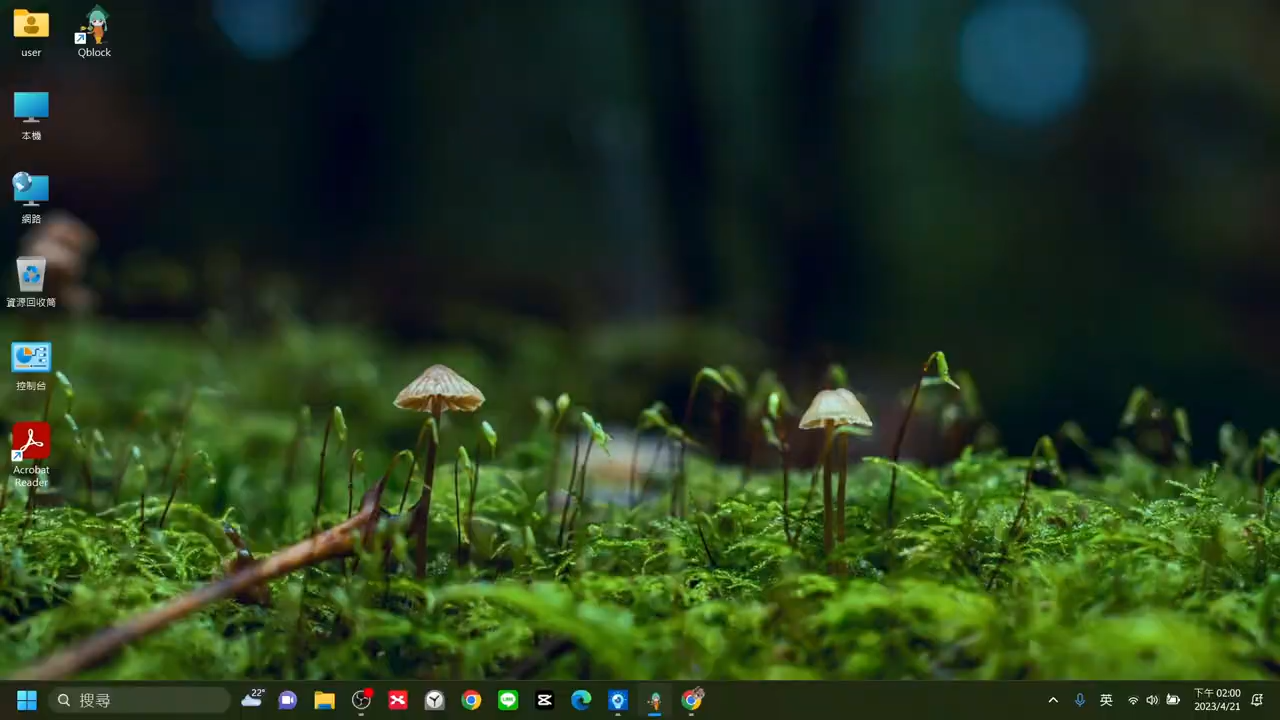 user
Qblock
本機
網路
資源回收筒
控制台
Acrobat
Reader
搜尋
22°
LINE
英
下午 02:00
2023/4/21